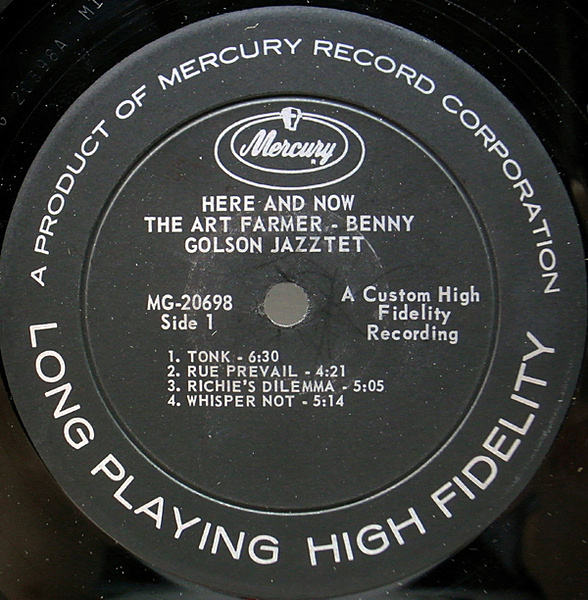 A PRODUCT OF MERCURY RECORD CORPORATION
Mercury
HERE AND NOW
THE ART FARMER - BENNY
GOLSON JAZZTET
MG-20698
Side 1
A Custom High
Fidelity
Recording
1. TONK - 6:30
2. RUE PREVAIL - 4:21
3. RICHIE'S DILEMMA - 5:05
4. WHISPER NOT - 5:14
LONG PLAYING HIGH FIDELITY